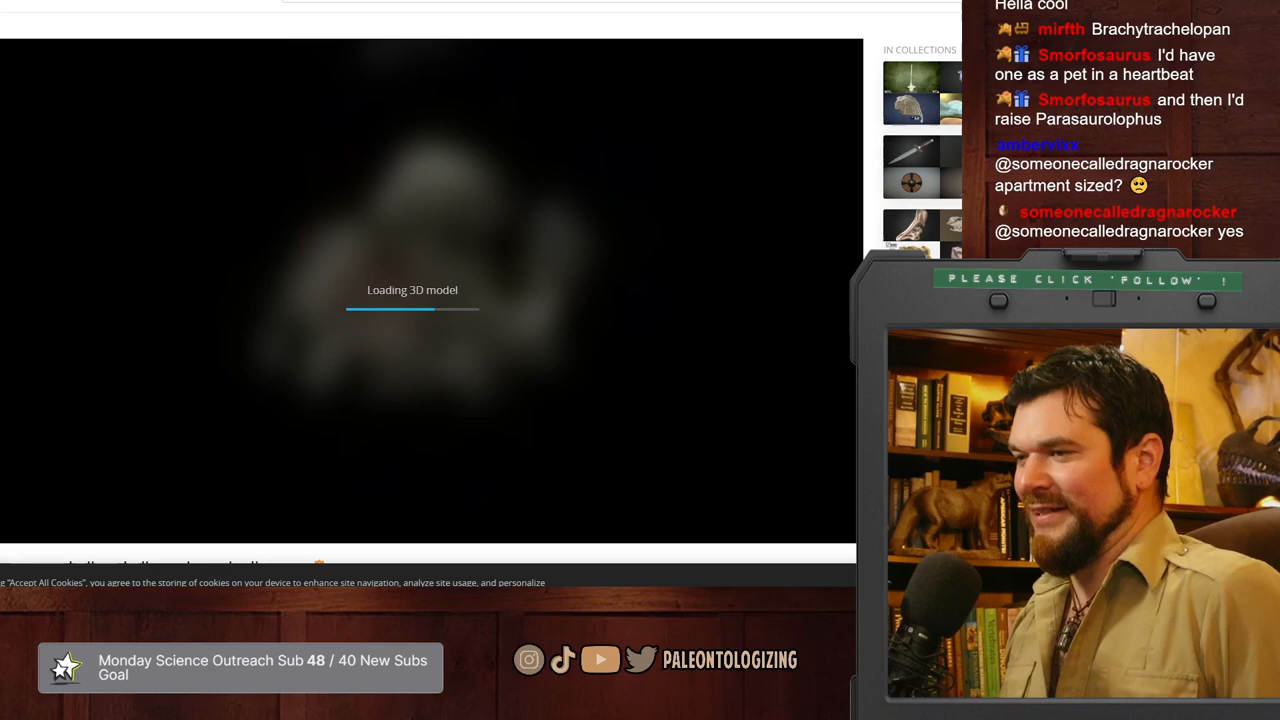 Hella cool
mirfth Brachytrachelopan
Smorfosaurus I'd have
one as a pet in a heartbeat
Smorfosaurus and then I'd
raise Parasaurolophus
ambervixx
@someonecalledragnarocker
apartment sized? 🥺
someonecalledragnarocker
@someonecalledragnarocker yes
IN COLLECTIONS
PLEASE CLICK "FOLLOW" !
Loading 3D model
"Accept All Cookies", you agree to the storing of cookies on your device to enhance site navigation, analyze site usage, and personalize
Monday Science Outreach Sub 48 / 40 New Subs
Goal
PALEONTOLOGIZING